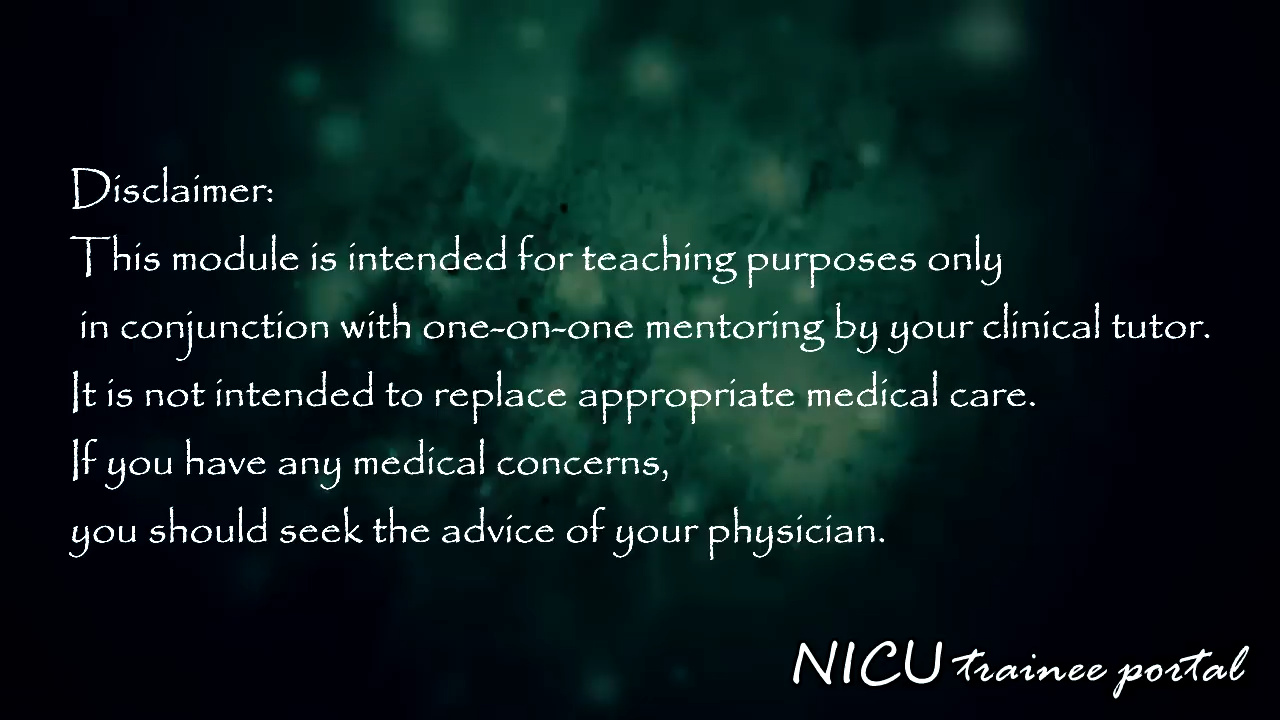 Disclaimer:
This module is intended for teaching purposes only
in conjunction with one-on-one mentoring by your clinical tutor.
It is not intended to replace appropriate medical care.
If you have any medical concerns,
you should seek the advice of your physician.
NICU trainee portal